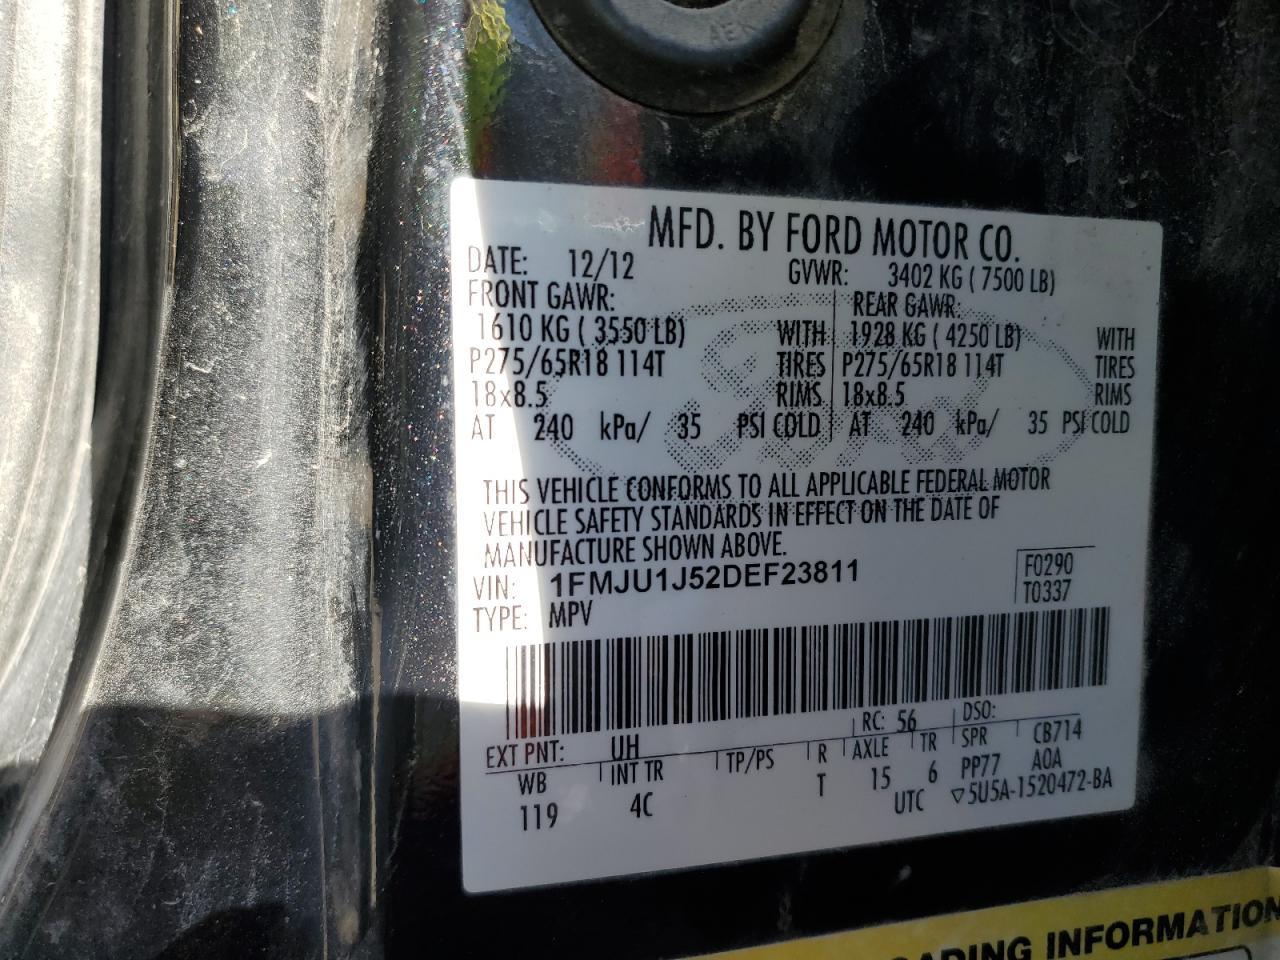 MFD. BY FORD MOTOR CO.
DATE: 12/12 GVWR: 3402 KG ( 7500 LB)
FRONT GAWR: REAR GAWR:
1610 KG ( 3550 LB) WITH 1928 KG ( 4250 LB) WITH
P275/65R18 114T TIRES P275/65R18 114T TIRES
18x8.5 RIMS 18x8.5 RIMS
AT 240 kPa/ 35 PSI COLD AT 240 kPa/ 35 PSI COLD
THIS VEHICLE CONFORMS TO ALL APPLICABLE FEDERAL MOTOR
VEHICLE SAFETY STANDARDS IN EFFECT ON THE DATE OF
MANUFACTURE SHOWN ABOVE.
VIN: 1FMJU1J52DEF23811 F0290
TYPE: MPV T0337
EXT PNT: UH RC: 56 DSO:
WB INT TR TP/PS R AXLE TR SPR CB714
119 4C T 15 6 PP77 AOA
UTC ▽5U5A-1520472-BA
ADING INFORMATION